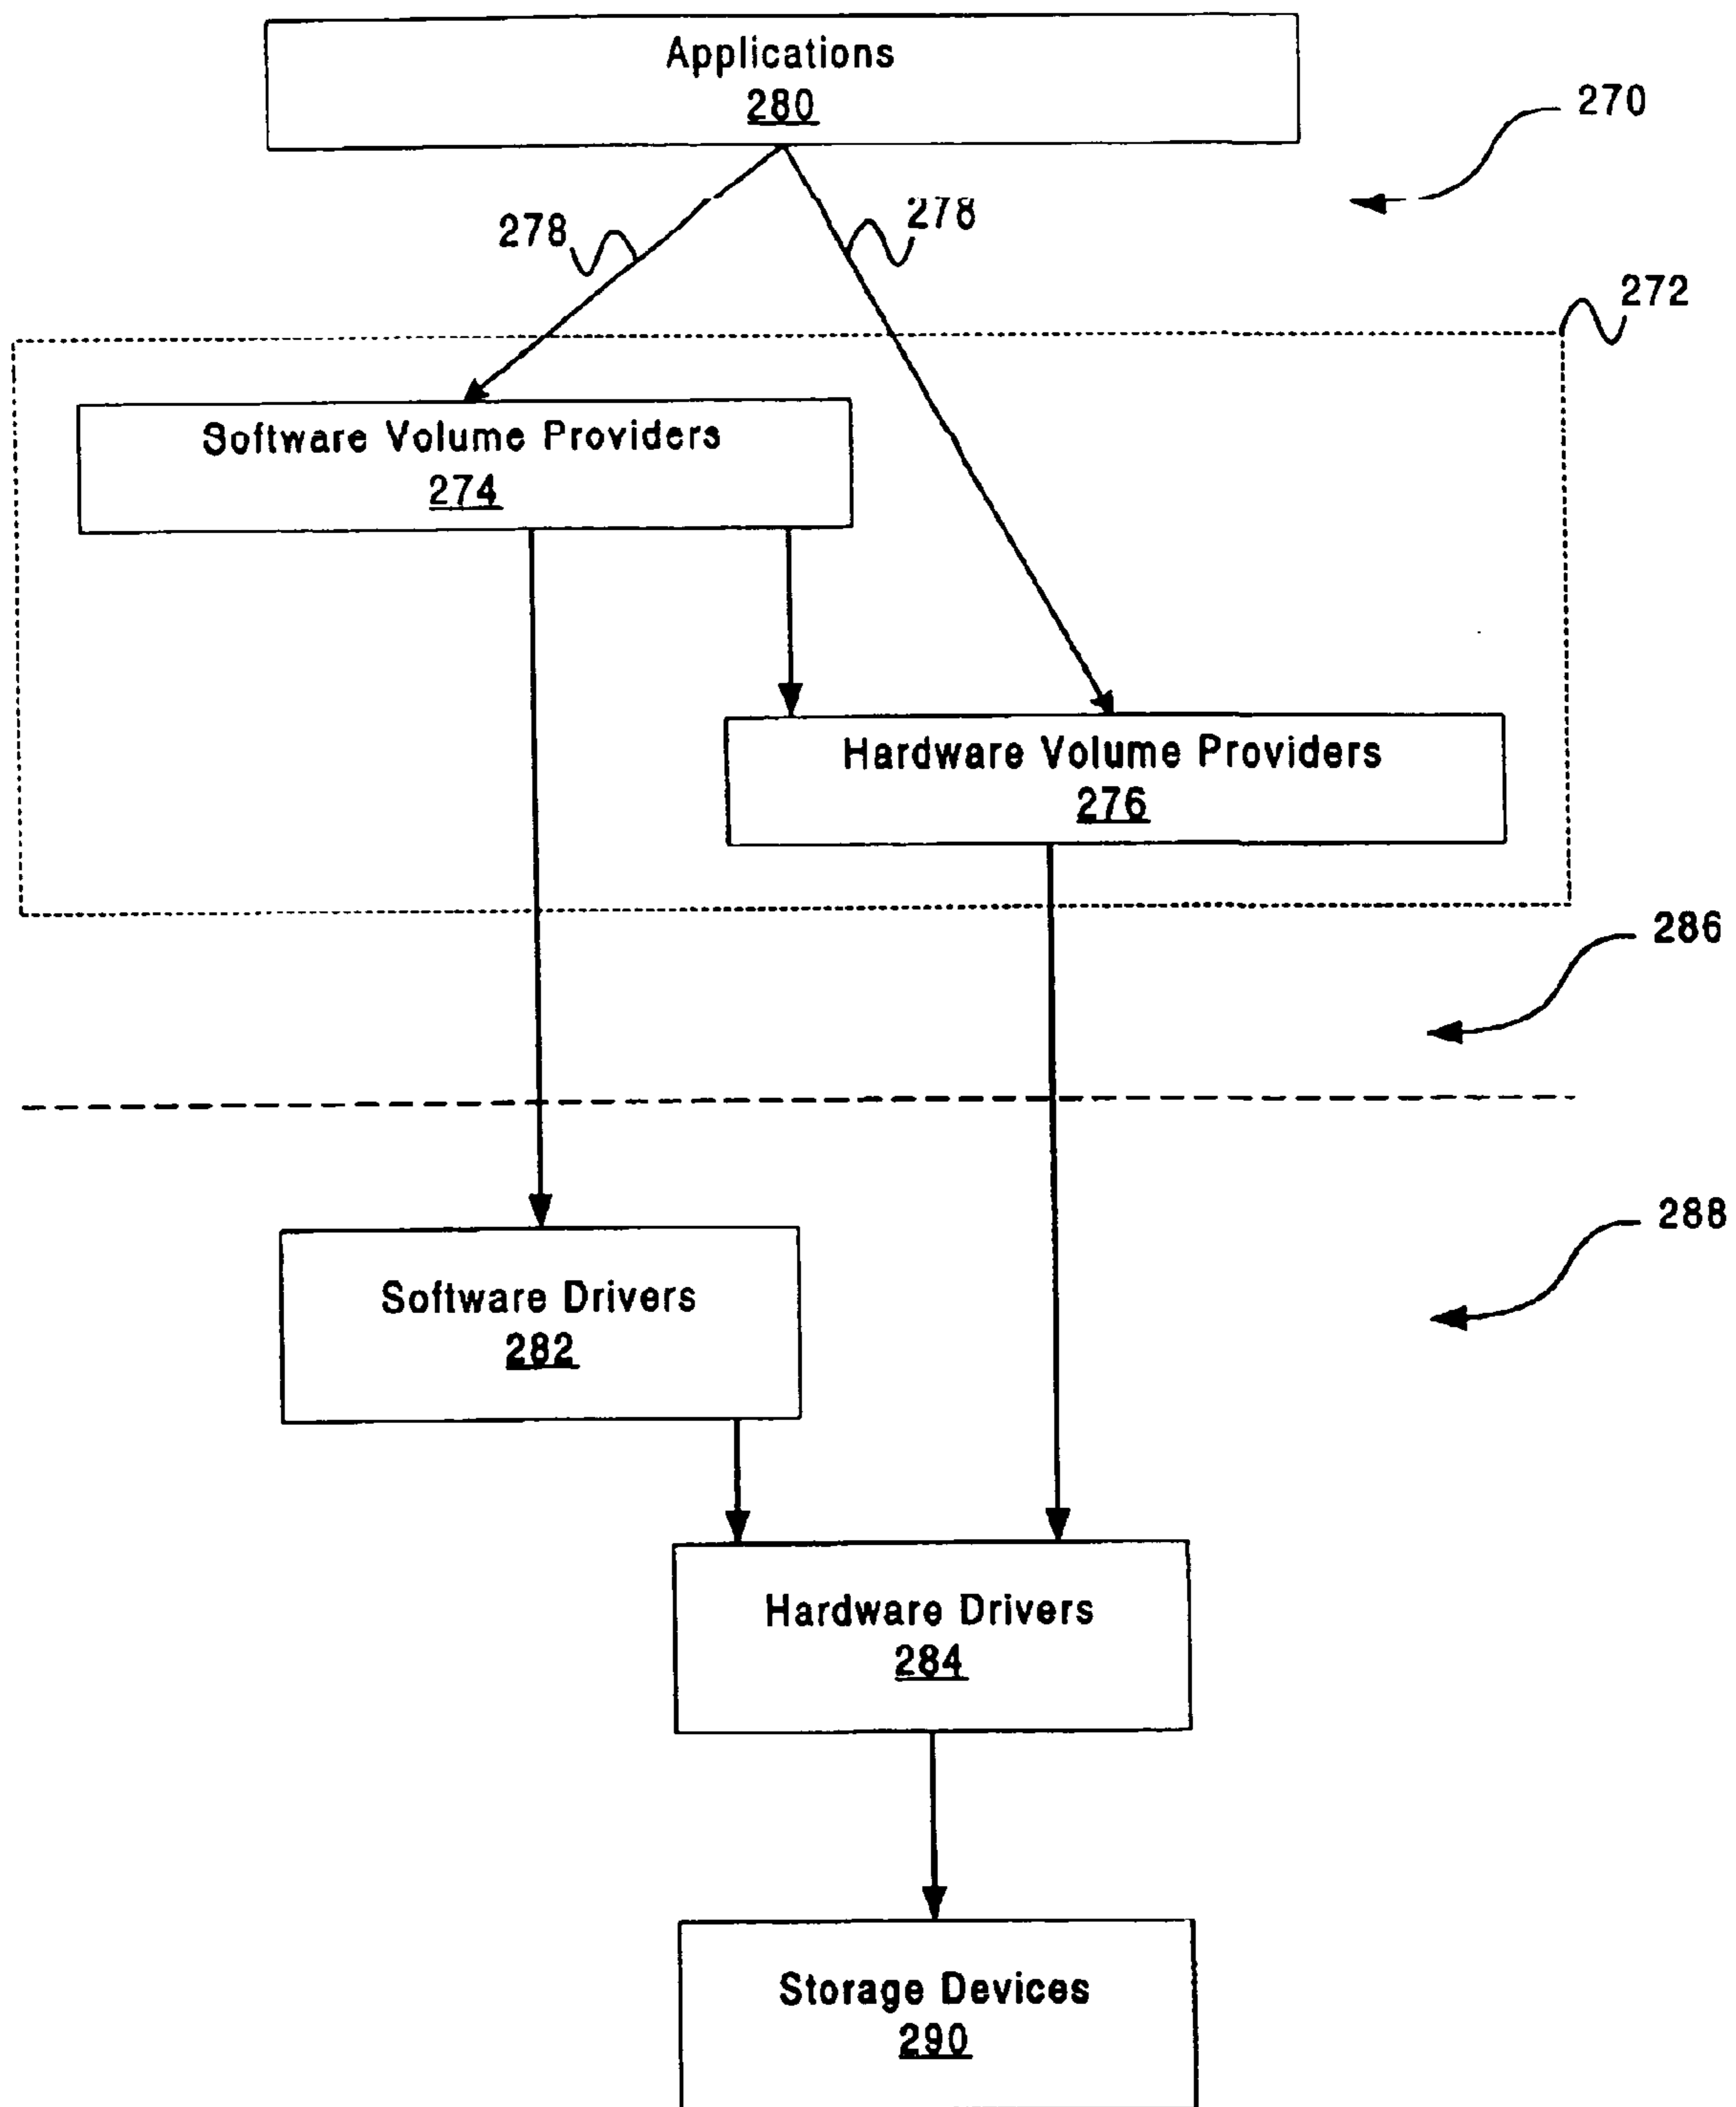 Applications
280
270
278
278
272
Software Volume Providers
274
Hardware Volume Providers
276
286
288
Software Drivers
282
Hardware Drivers
284
Storage Devices
290